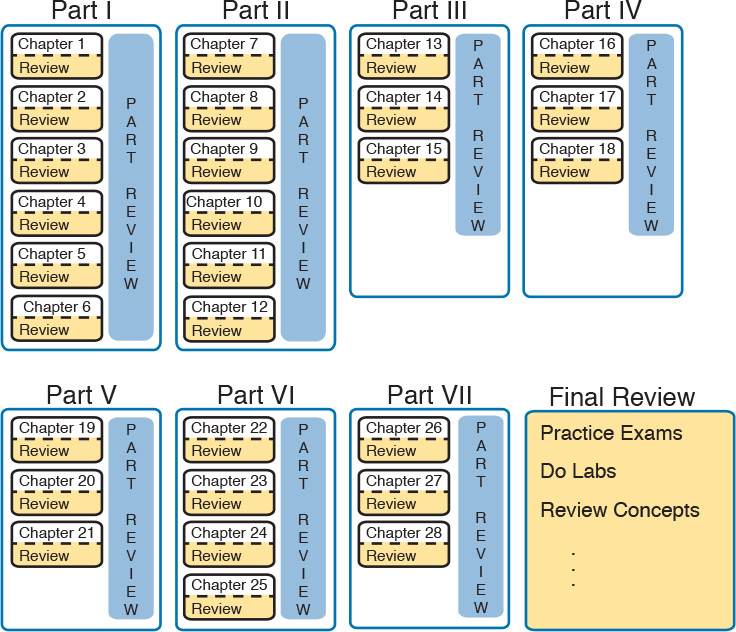 Part I
Chapter 1
Review
Chapter 2
Review
Chapter 3
Review
Chapter 4
Review
Chapter 5
Review
Chapter 6
Review
PART REVIEW
Part II
Chapter 7
Review
Chapter 8
Review
Chapter 9
Review
Chapter 10
Review
Chapter 11
Review
Chapter 12
Review
PART REVIEW
Part III
Chapter 13
Review
Chapter 14
Review
Chapter 15
Review
PART REVIEW
Part IV
Chapter 16
Review
Chapter 17
Review
Chapter 18
Review
PART REVIEW
Part V
Chapter 19
Review
Chapter 20
Review
Chapter 21
Review
PART REVIEW
Part VI
Chapter 22
Review
Chapter 23
Review
Chapter 24
Review
Chapter 25
Review
PART REVIEW
Part VII
Chapter 26
Review
Chapter 27
Review
Chapter 28
Review
PART REVIEW
Final Review
Practice Exams
Do Labs
Review Concepts
.
.
.